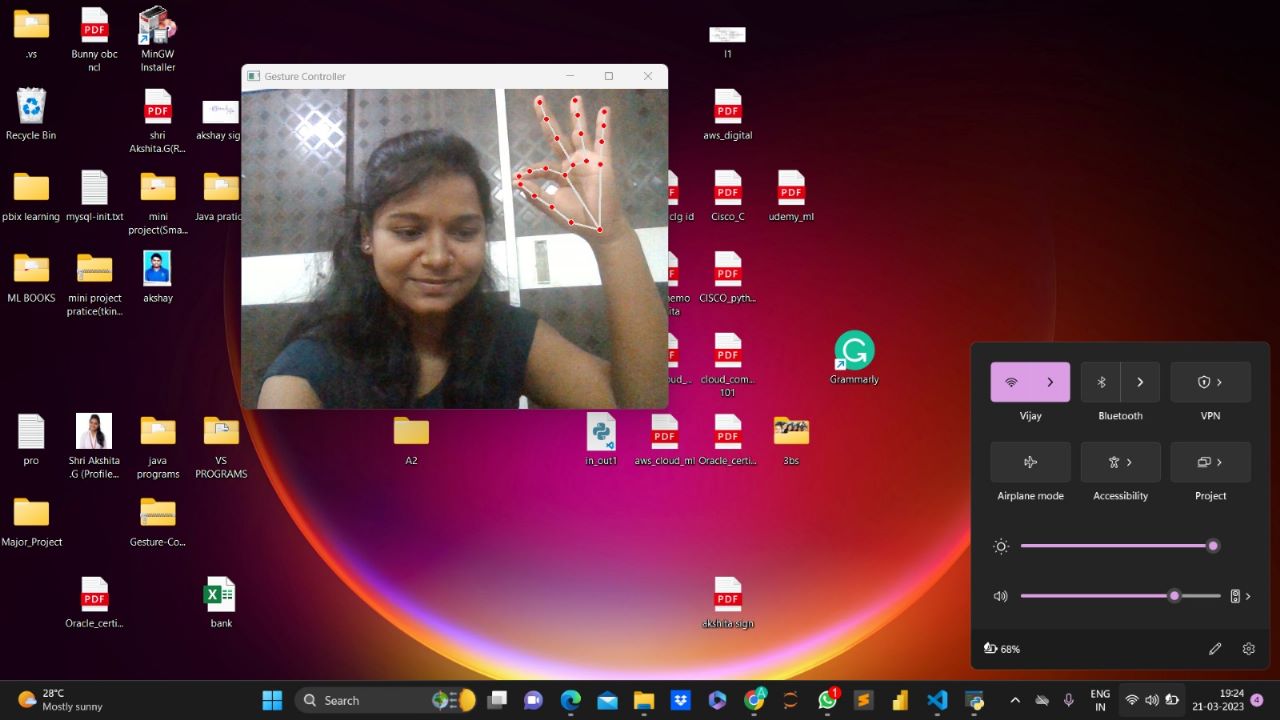 .vs
PDF
Bunny obc
ncl
MinGW
Installer
I1
Gesture Controller
Recycle Bin
PDF
shri
Akshita.G(R...
akshay sig
PDF
aws_digital
pbix learning
mysql-init.txt
mini
project(Sma...
Java pratic
clg id
PDF
Cisco_C
PDF
udemy_ml
ML BOOKS
mini project
pratice(tkin...
akshay
emo
ita
PDF
CISCO_pyth...
oud_...
PDF
cloud_com...
101
Grammarly
pro
Shri Akshita
.G (Profile...
java
programs
VS
PROGRAMS
A2
in_out1
PDF
aws_cloud_ml
PDF
Oracle_certi...
3bs
Major_Project
Gesture-Co...
PDF
Oracle_certi...
bank
PDF
akshita sign
Vijay
Bluetooth
VPN
Airplane mode
Accessibility
Project
68%
28°C
Mostly sunny
Search
A
1
ENG
IN
21-03-2023
4